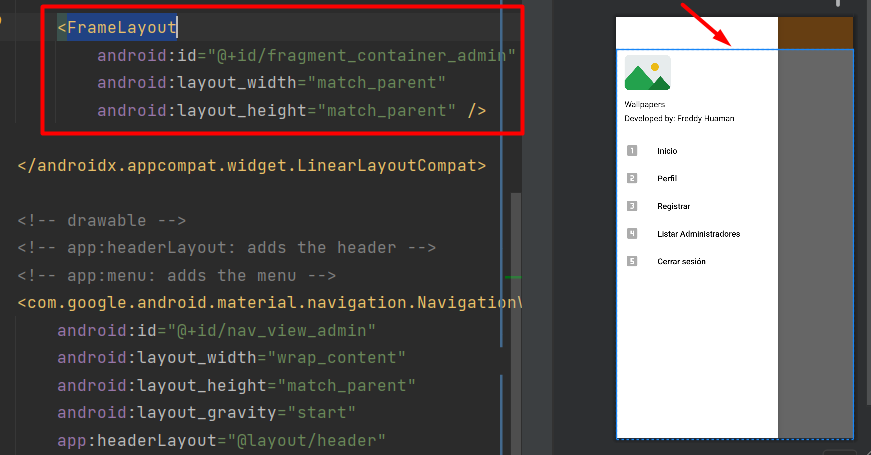 <FrameLayout
android:id="@+id/fragment_container_admin"
android:layout_width="match_parent"
android:layout_height="match_parent" />
</androidx.appcompat.widget.LinearLayoutCompat>
<!-- drawable -->
<!-- app:headerLayout: adds the header -->
<!-- app:menu: adds the menu -->
<com.google.android.material.navigation.Navigation
android:id="@+id/nav_view_admin"
android:layout_width="wrap_content"
android:layout_height="match_parent"
android:layout_gravity="start"
app:headerLayout="@layout/header"
Wallpapers
Developed by: Freddy Huaman
1 Inicio
2 Perfil
3 Registrar
4 Listar Administradores
5 Cerrar sesión